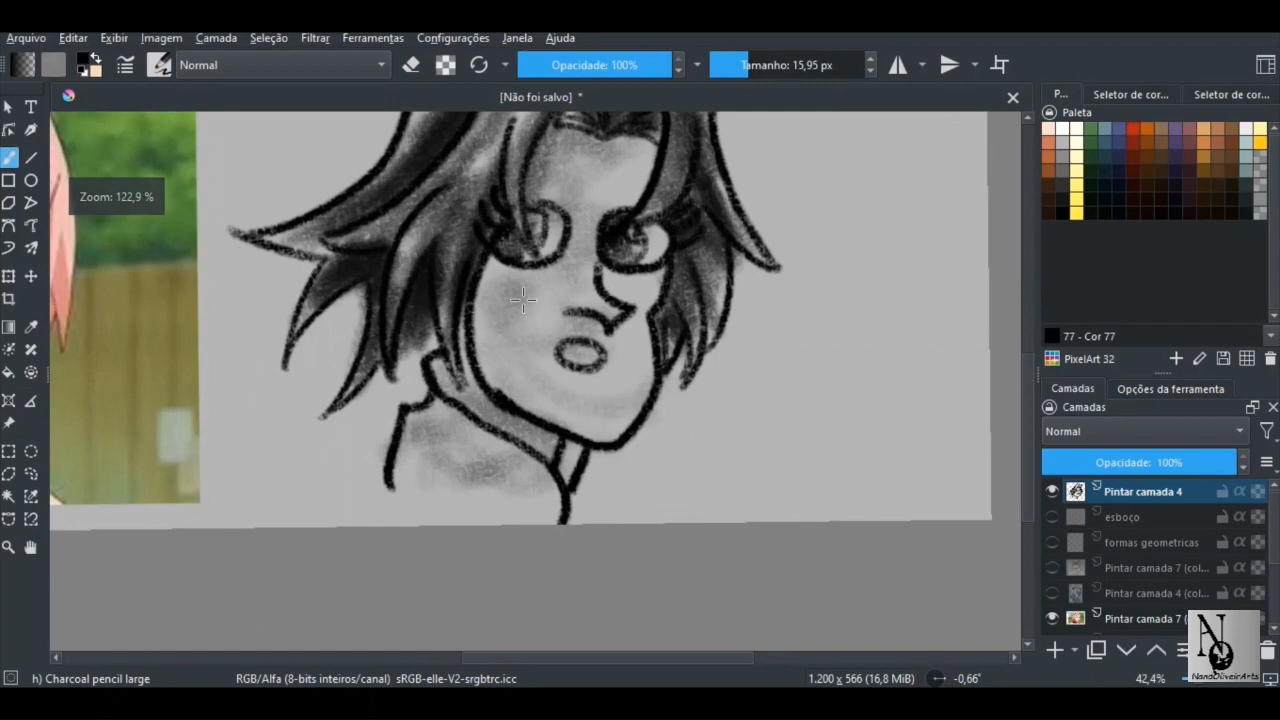 Arquivo Editar Exibir Imagem Camada Seleção Filtrar Ferramentas Configurações Janela Ajuda
Normal Opacidade: 100% Tamanho: 15,95 px
[Não foi salvo] *
P... Seletor de cor... Seletor de cor...
Paleta
Zoom: 122,9 %
77 - Cor 77
PixelArt 32
Camadas Opções da ferramenta
Camadas
Normal
Opacidade: 100%
Pintar camada 4
esboço
formas geometricas
Pintar camada 7 (col...
Pintar camada 4 (col...
Pintar camada 7 (
NandOliveirArts
h) Charcoal pencil large RGB/Alfa (8-bits inteiros/canal) sRGB-elle-V2-srgbtrc.icc 1.200 x 566 (16,8 MiB) -0,66° 42,4%